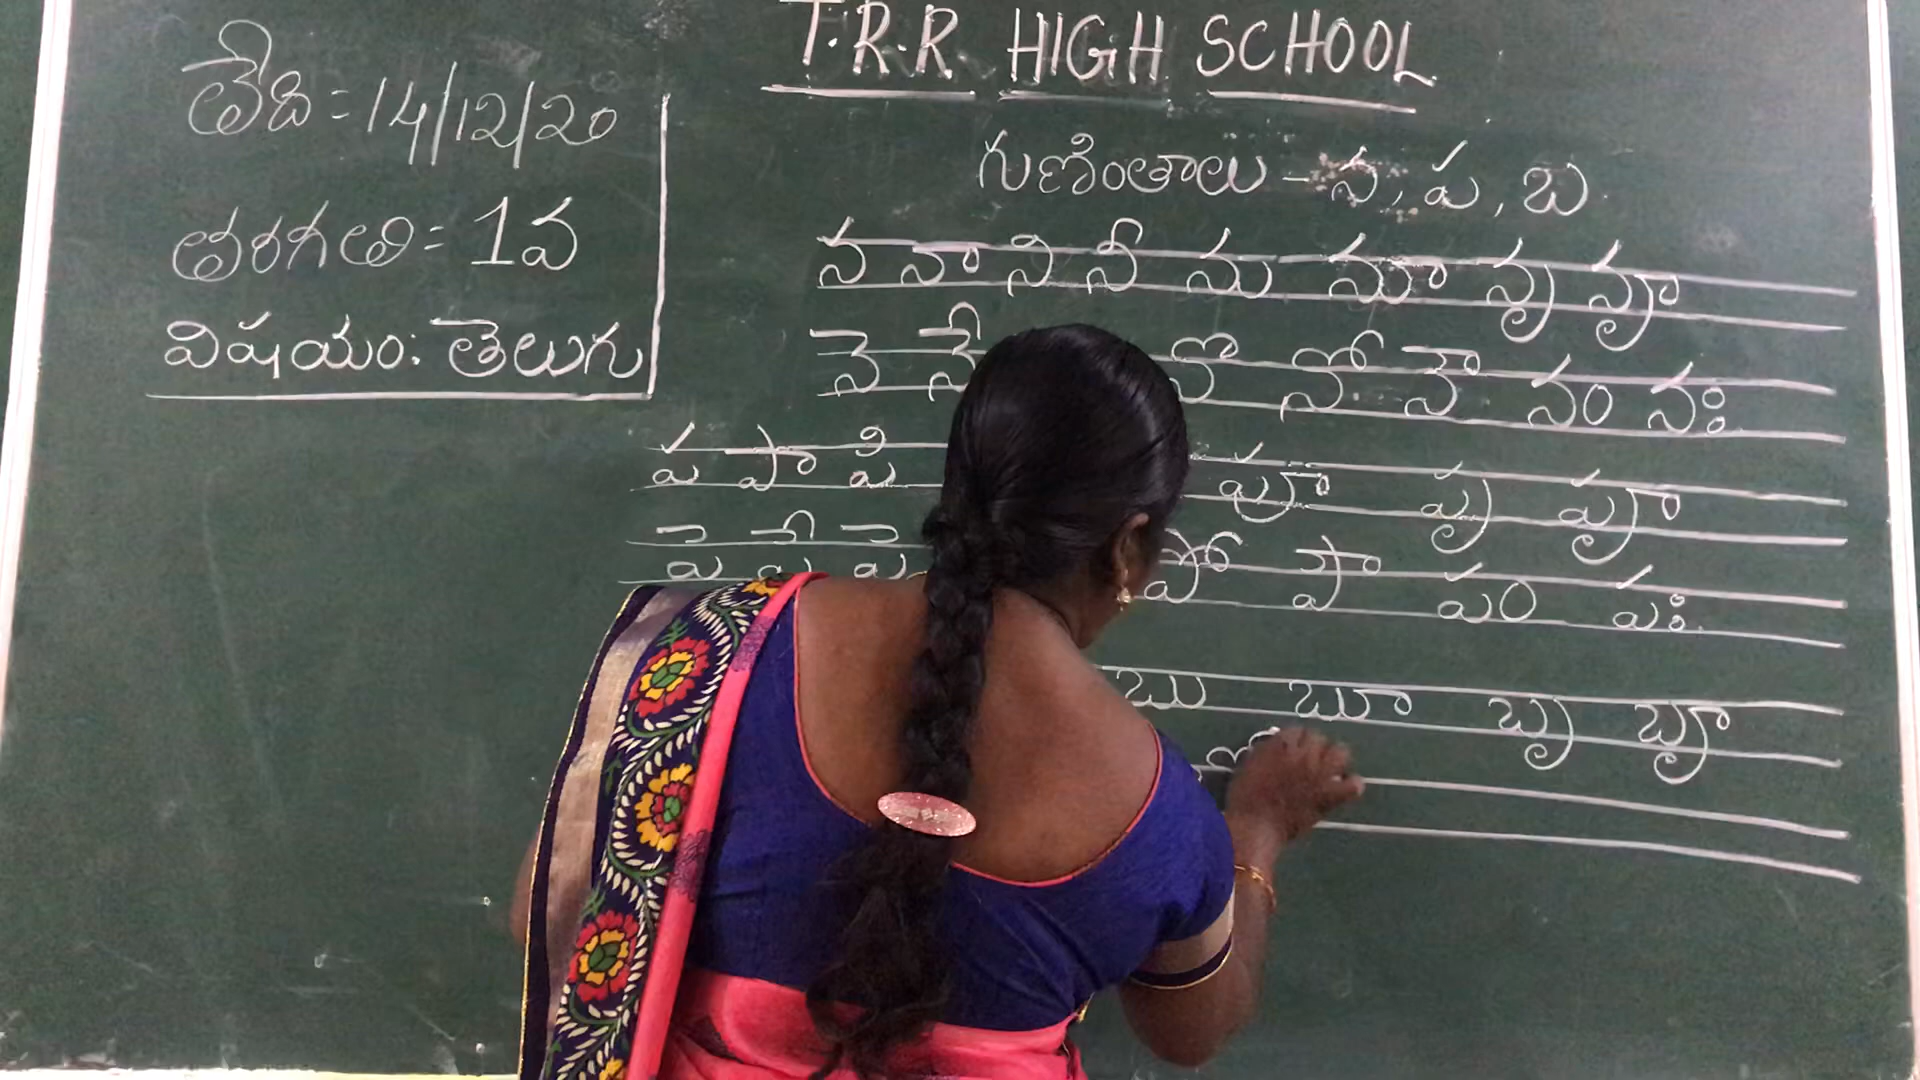 T.R.R HIGH SCHOOL
తేది = 14/12/20
తరగతి = 1వ
విషయం: తెలుగు
గుణింతాలు - న, ప, బ
న నా ని నీ ను నూ నృ నౄ
నె నే నొ నో నౌ నం నః
ప పా పి పూ పృ పౄ
పె పే పో పౌ పం పః
బు బూ బృ బౄ